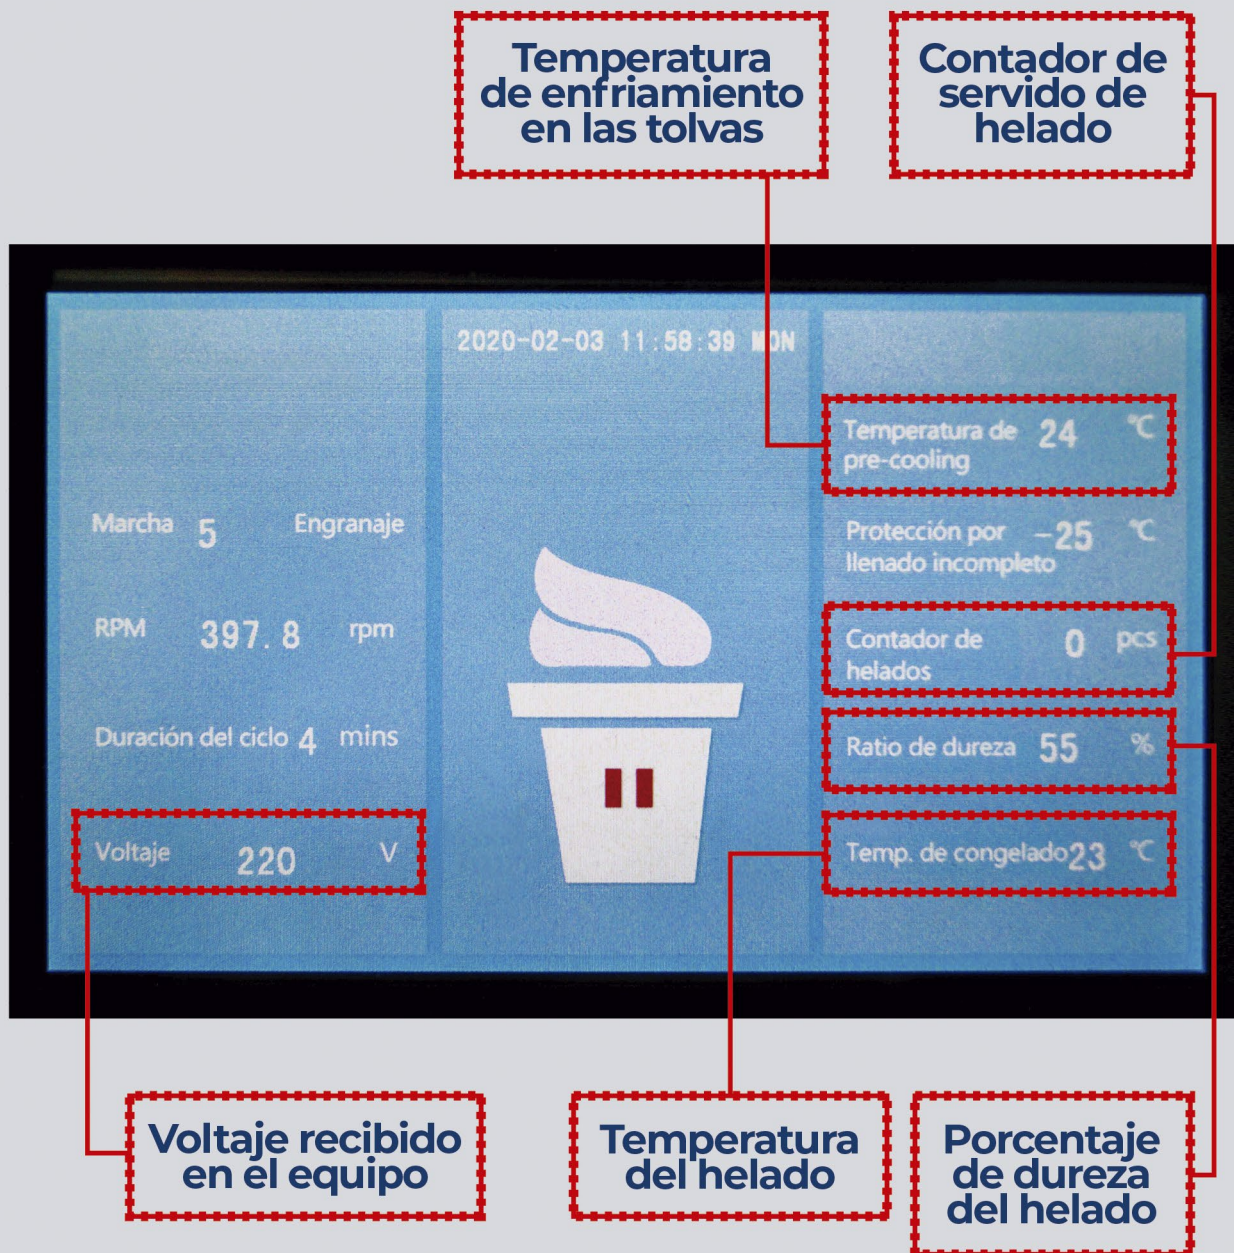 Temperatura
de enfriamiento
en las tolvas
Contador de
servido de
helado
2020-02-03 11:58:39 MON
Marcha 5 Engranaje
RPM 397.8 rpm
Duración del ciclo 4 mins
Voltaje 220 V
Temperatura de 24 °C
pre-cooling
Protección por -25 °C
llenado incompleto
Contador de 0 pcs
helados
Ratio de dureza 55 %
Temp. de congelado 23 °C
Voltaje recibido
en el equipo
Temperatura
del helado
Porcentaje
de dureza
del helado